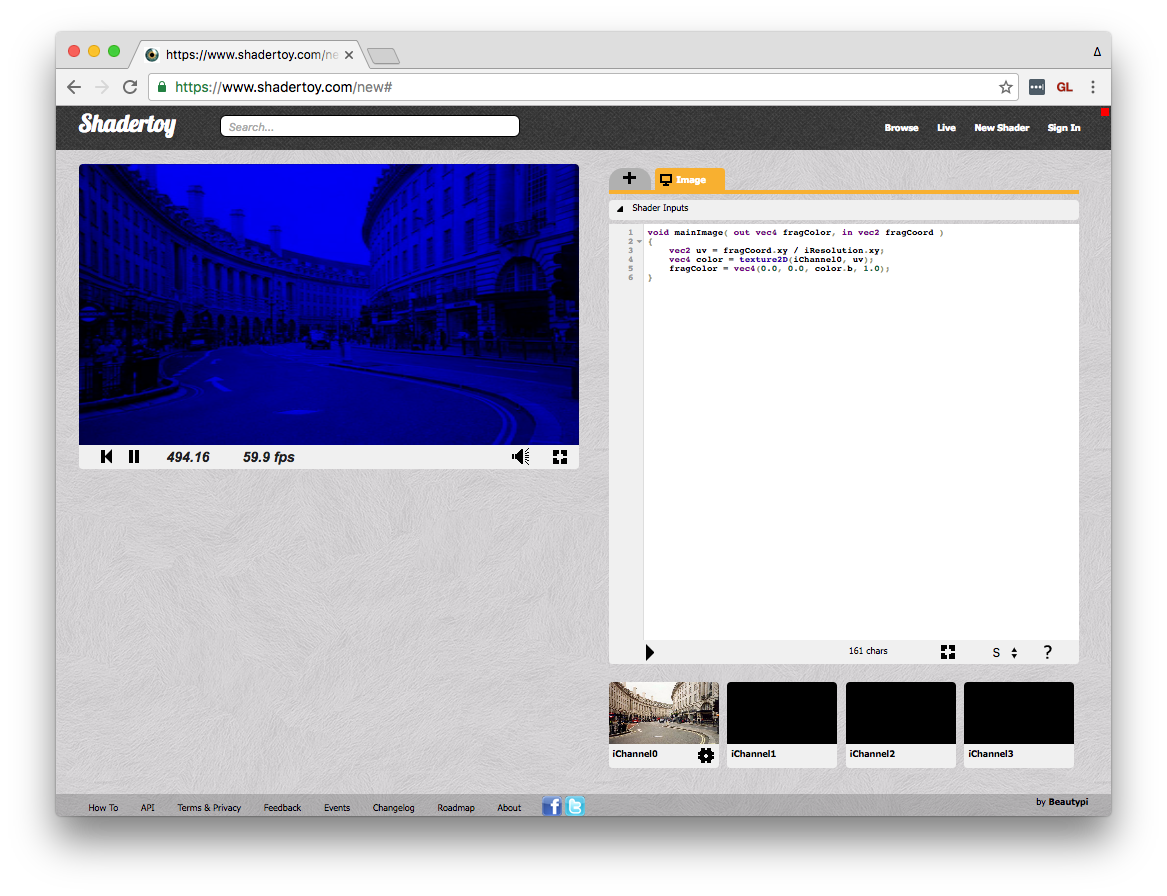 https://www.shadertoy.com/ne
https://www.shadertoy.com/new#
GL
Shadertoy
Search...
Browse Live New Shader Sign In
Image
Shader Inputs
1 void mainImage( out vec4 fragColor, in vec2 fragCoord )
2 {
3 vec2 uv = fragCoord.xy / iResolution.xy;
4 vec4 color = texture2D(iChannel0, uv);
5 fragColor = vec4(0.0, 0.0, color.b, 1.0);
6 }
494.16 59.9 fps
161 chars S ?
iChannel0 iChannel1 iChannel2 iChannel3
How To API Terms & Privacy Feedback Events Changelog Roadmap About
by Beautypi